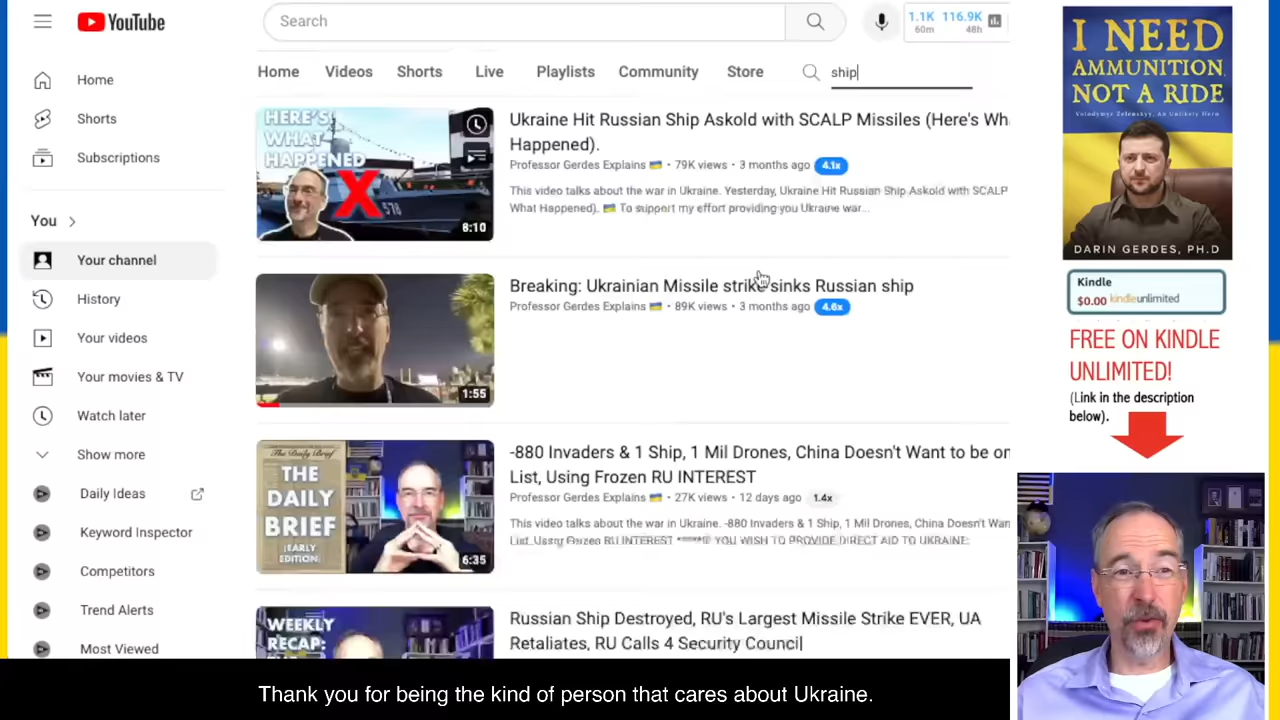 YouTube
Search
1.1K 116.9K
60m 48h
Home Videos Shorts Live Playlists Community Store ship
Home
Shorts
Subscriptions
You
Your channel
History
Your videos
Your movies & TV
Watch later
Show more
Daily Ideas
Keyword Inspector
Competitors
Trend Alerts
Most Viewed
HERE'S
WHAT
HAPPENED
578
8:10
Ukraine Hit Russian Ship Askold with SCALP Missiles (Here's Wh
Happened).
Professor Gerdes Explains 🇺🇦 • 79K views • 3 months ago 4.1x
This video talks about the war in Ukraine. Yesterday, Ukraine Hit Russian Ship Askold with SCALP
What Happened). 🇺🇦 To support my effort providing you Ukraine war...
1:55
Breaking: Ukrainian Missile strike sinks Russian ship
Professor Gerdes Explains 🇺🇦 • 89K views • 3 months ago 4.6x
The Daily Brief
THE
DAILY
BRIEF
(EARLY
EDITION)
6:35
-880 Invaders & 1 Ship, 1 Mil Drones, China Doesn't Want to be on
List, Using Frozen RU INTEREST
Professor Gerdes Explains 🇺🇦 • 27K views • 12 days ago 1.4x
This video talks about the war in Ukraine. -880 Invaders & 1 Ship, 1 Mil Drones, China Doesn't Wan
List, Using Frozen RU INTEREST YOU WISH TO PROVIDE DIRECT AID TO UKRAINE:
WEEKLY
RECAP:
Russian Ship Destroyed, RU's Largest Missile Strike EVER, UA
Retaliates, RU Calls 4 Security Council
I NEED
AMMUNITION,
NOT A RIDE
Volodymyr Zelenskyy, An Unlikely Hero
DARIN GERDES, PH.D
Kindle
$0.00 kindleunlimited
FREE ON KINDLE
UNLIMITED!
(Link in the description
below).
Thank you for being the kind of person that cares about Ukraine.